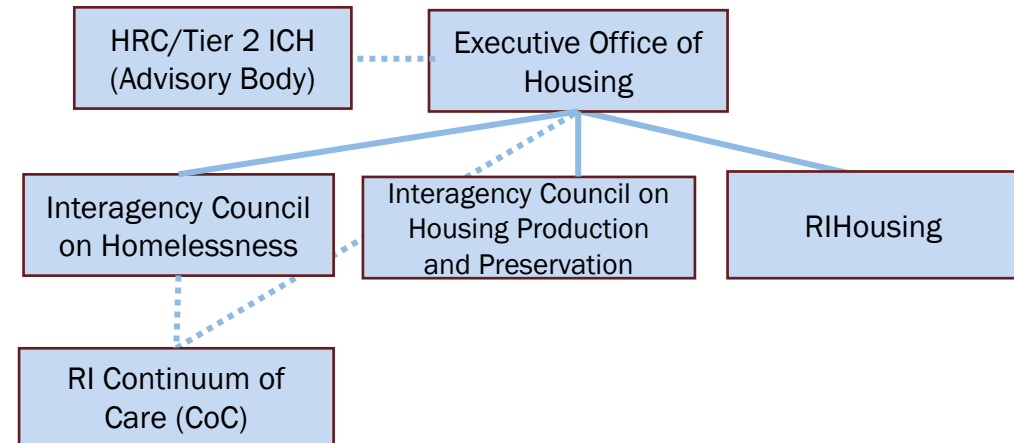 HRC/Tier 2 ICH
(Advisory Body)
Executive Office of
Housing
Interagency Council
on Homelessness
Interagency Council on
Housing Production
and Preservation
RIHousing
RI Continuum of
Care (CoC)